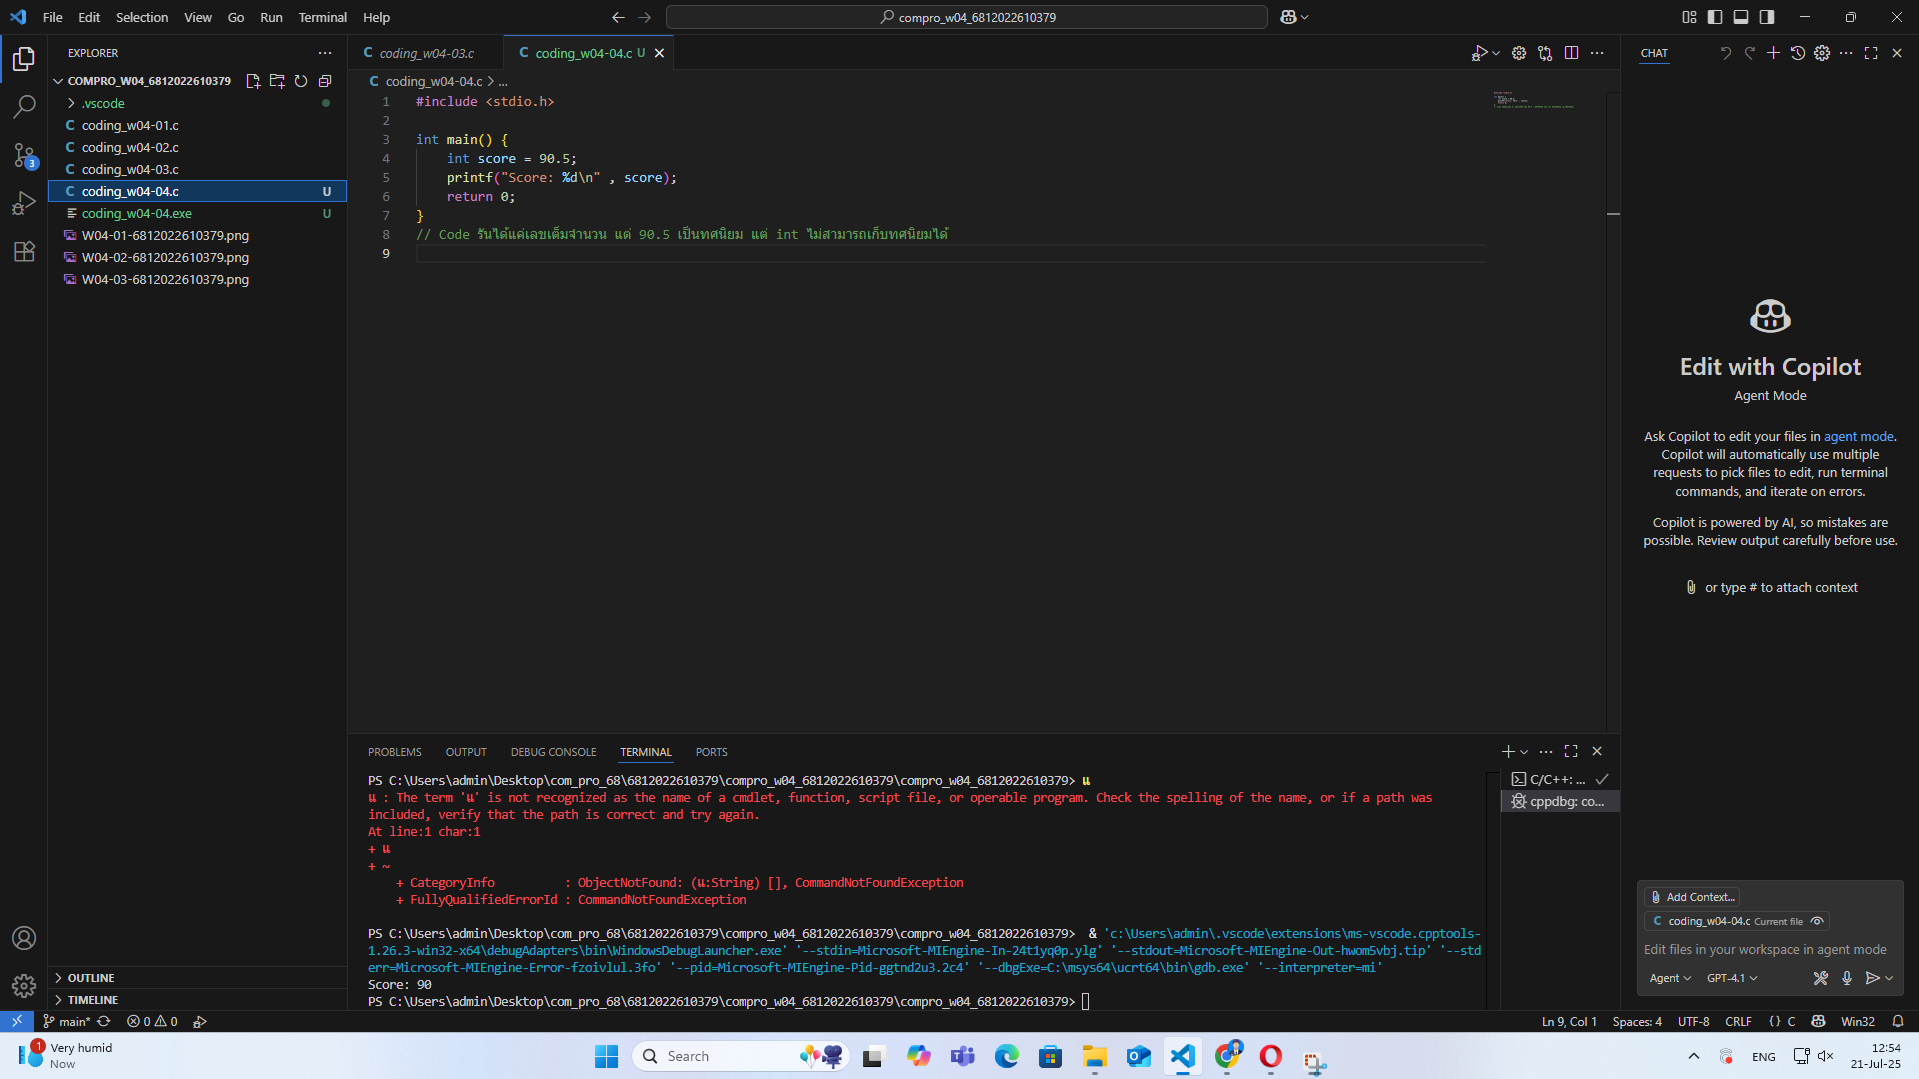 File Edit Selection View Go Run Terminal Help
compro_w04_6812022610379
EXPLORER
COMPRO_W04_6812022610379
.vscode
coding_w04-01.c
coding_w04-02.c
coding_w04-03.c
coding_w04-04.c U
coding_w04-04.exe U
W04-01-6812022610379.png
W04-02-6812022610379.png
W04-03-6812022610379.png
3
OUTLINE
TIMELINE
coding_w04-03.c
coding_w04-04.c U
coding_w04-04.c > ...
1 #include <stdio.h>
2
3 int main() {
4 int score = 90.5;
5 printf("Score: %d\n" , score);
6 return 0;
7 }
8 // Code รันได้แค่เลขเต็มจำนวน แต่ 90.5 เป็นทศนิยม แต่ int ไม่สามารถเก็บทศนิยมได้
9
PROBLEMS OUTPUT DEBUG CONSOLE TERMINAL PORTS
PS C:\Users\admin\Desktop\com_pro_68\6812022610379\compro_w04_6812022610379\compro_w04_6812022610379> น
น : The term 'น' is not recognized as the name of a cmdlet, function, script file, or operable program. Check the spelling of the name, or if a path was
included, verify that the path is correct and try again.
At line:1 char:1
+ น
+ ~
+ CategoryInfo : ObjectNotFound: (น:String) [], CommandNotFoundException
+ FullyQualifiedErrorId : CommandNotFoundException
PS C:\Users\admin\Desktop\com_pro_68\6812022610379\compro_w04_6812022610379\compro_w04_6812022610379> & 'c:\Users\admin\.vscode\extensions\ms-vscode.cpptools-
1.26.3-win32-x64\debugAdapters\bin\WindowsDebugLauncher.exe' '--stdin=Microsoft-MIEngine-In-24t1yq0p.ylg' '--stdout=Microsoft-MIEngine-Out-hwom5vbj.tip' '--std
err=Microsoft-MIEngine-Error-fzoivlul.3fo' '--pid=Microsoft-MIEngine-Pid-ggtnd2u3.2c4' '--dbgExe=C:\msys64\ucrt64\bin\gdb.exe' '--interpreter=mi'
Score: 90
PS C:\Users\admin\Desktop\com_pro_68\6812022610379\compro_w04_6812022610379\compro_w04_6812022610379>
C/C++: ...
cppdbg: co...
CHAT
Edit with Copilot
Agent Mode
Ask Copilot to edit your files in agent mode.
Copilot will automatically use multiple
requests to pick files to edit, run terminal
commands, and iterate on errors.
Copilot is powered by AI, so mistakes are
possible. Review output carefully before use.
or type # to attach context
Add Context...
coding_w04-04.c Current file
Edit files in your workspace in agent mode
Agent GPT-4.1
main* 0 0
Ln 9, Col 1 Spaces: 4 UTF-8 CRLF {} C Win32
1
Very humid
Now
Search
ENG
12:54
21-Jul-25